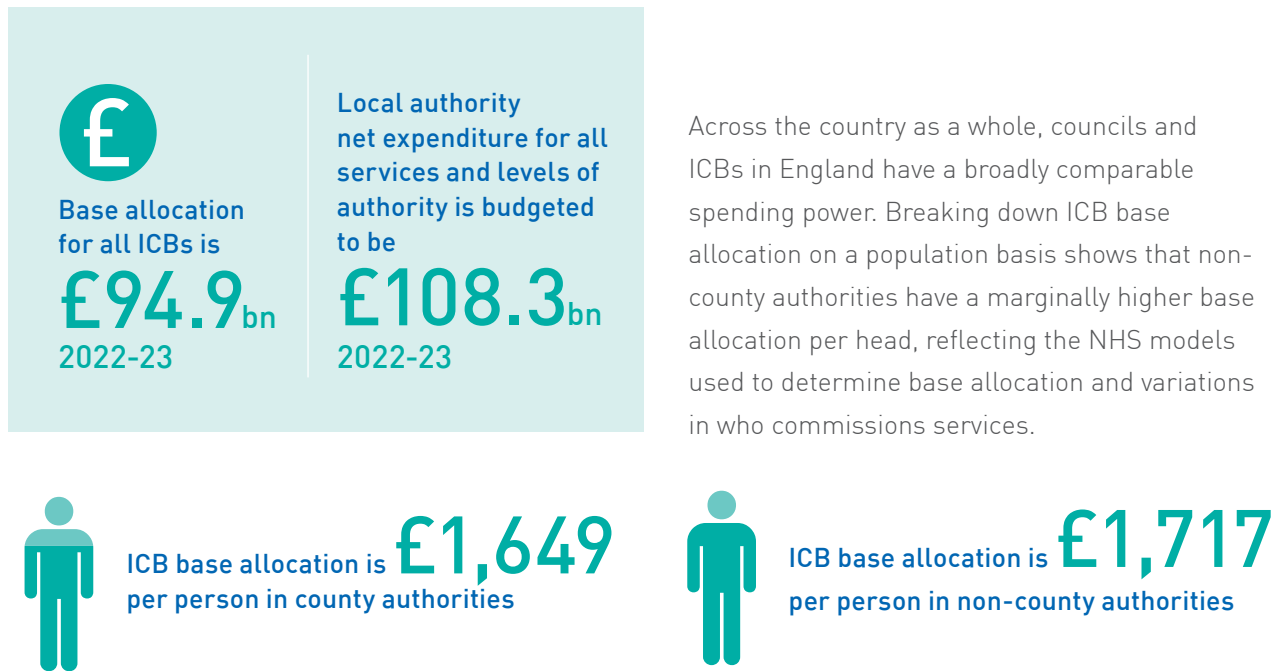 £
Base allocation
for all ICBs is
£94.9bn
2022-23
Local authority
net expenditure for all
services and levels of
authority is budgeted
to be
£108.3bn
2022-23
Across the country as a whole, councils and
ICBs in England have a broadly comparable
spending power. Breaking down ICB base
allocation on a population basis shows that non-
county authorities have a marginally higher base
allocation per head, reflecting the NHS models
used to determine base allocation and variations
in who commissions services.
ICB base allocation is £1,649
per person in county authorities
ICB base allocation is £1,717
per person in non-county authorities